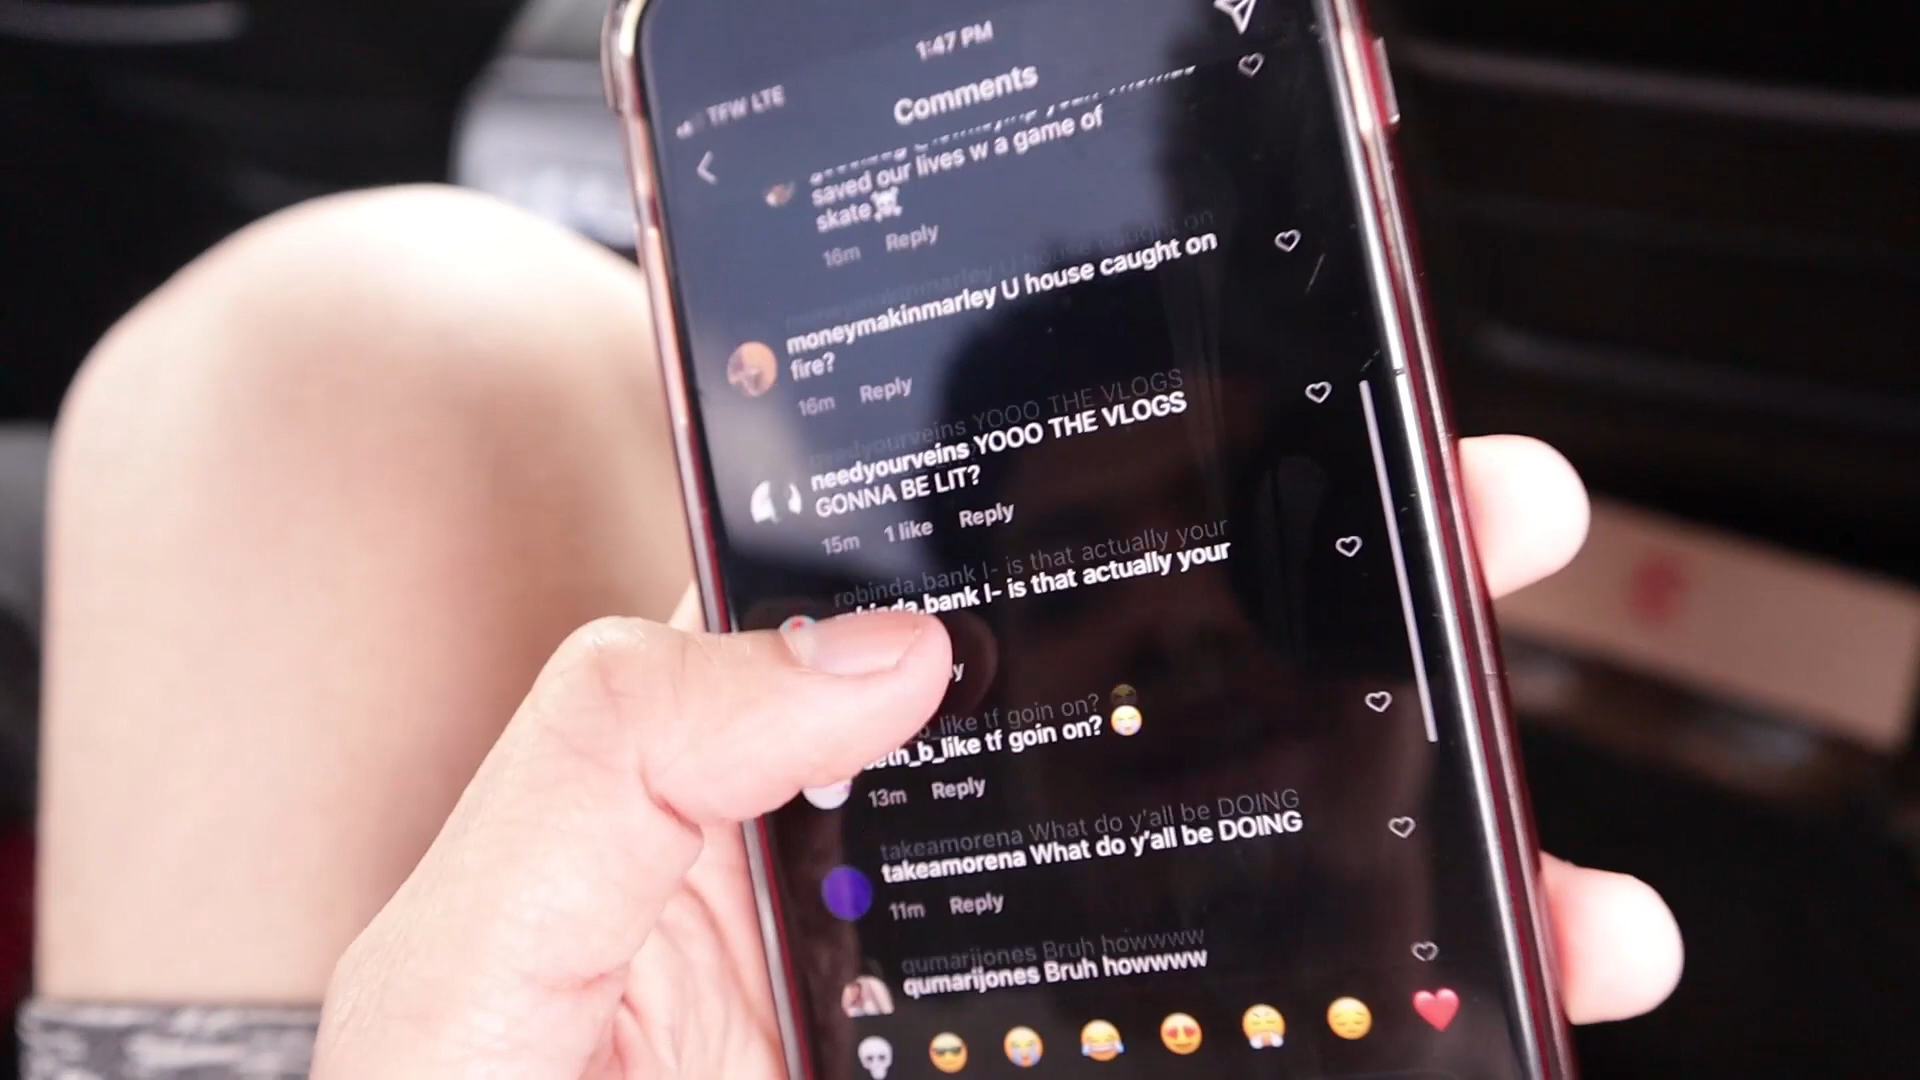 1:47 PM
TFW LTE
Comments
saved our lives w a game of
skate☠️
16m Reply
moneymakinmarley U house caught on
fire?
16m Reply
needyourveins YOOO THE VLOGS
GONNA BE LIT?
15m 1 like Reply
robinda.bank I- is that actually your
like tf goin on? 😂
13m Reply
takeamorena What do y'all be DOING
11m Reply
qumarijones Bruh howwww